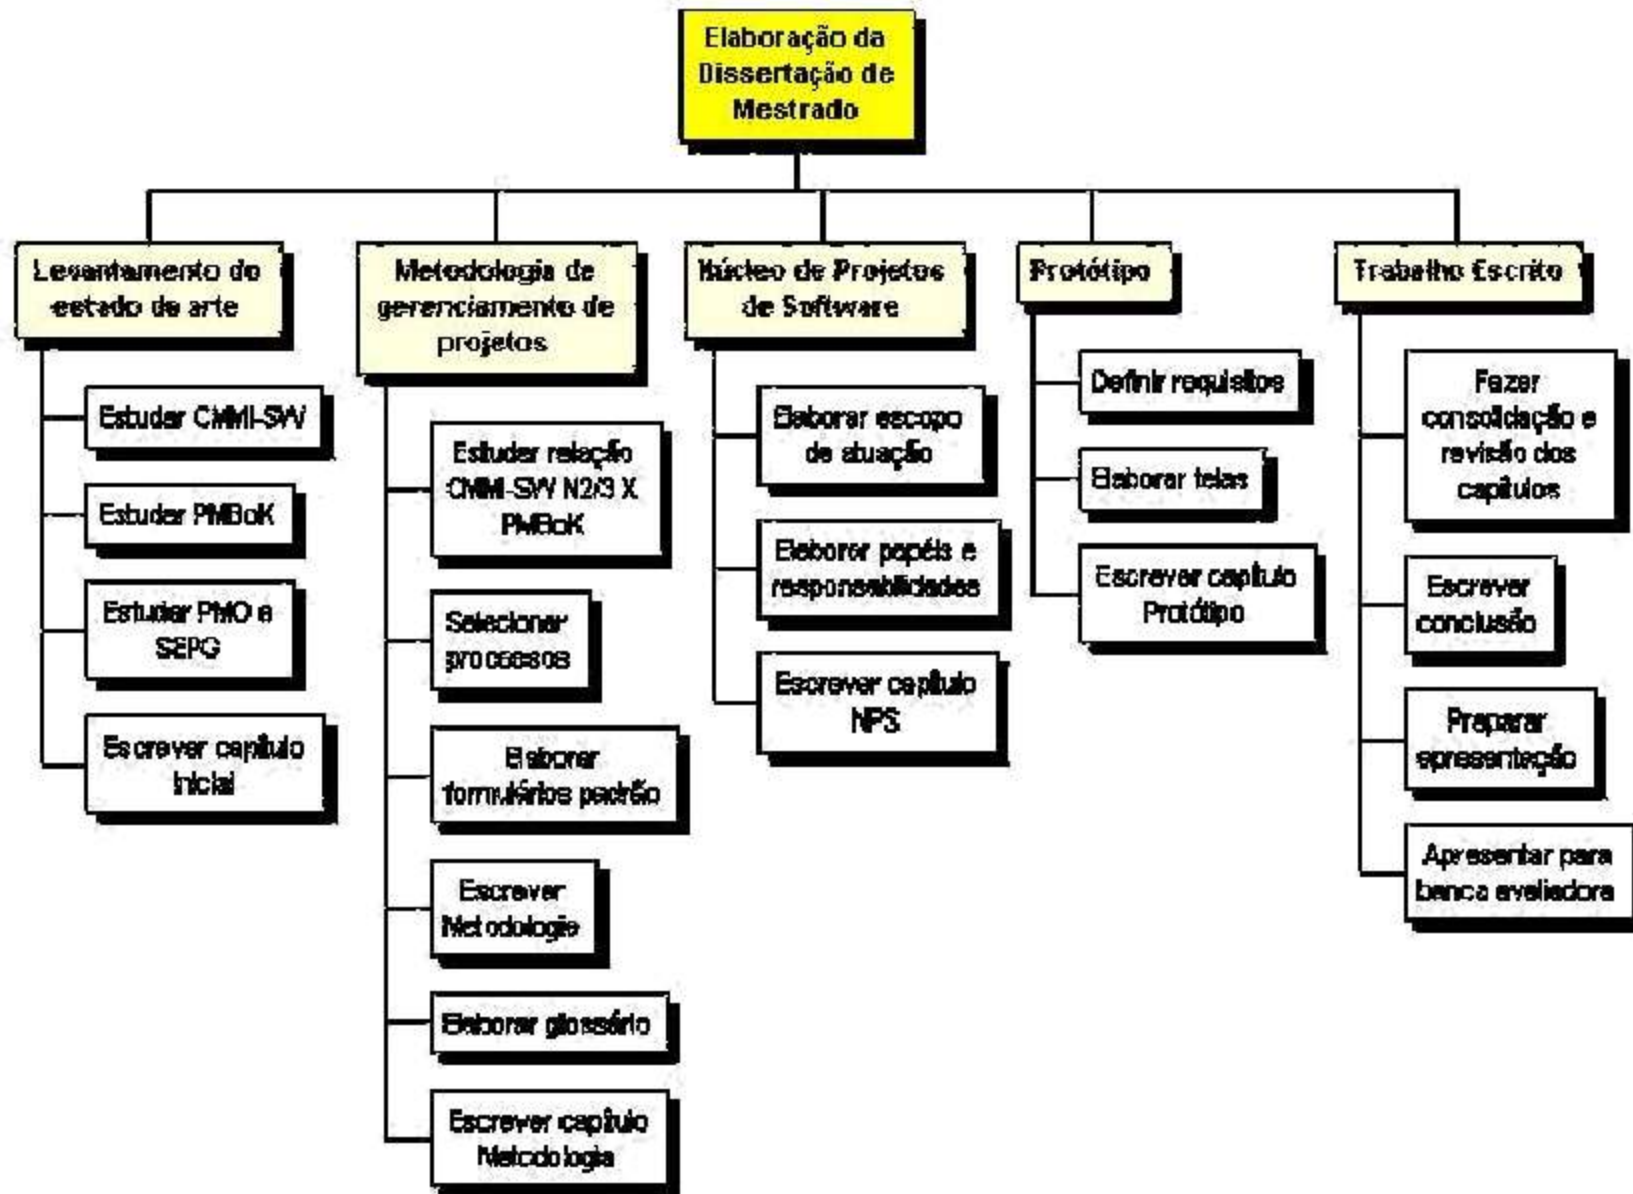 Elaboração da
Dissertação de
Mestrado
Levantamento do
estado de arte
Estudar CMMI-SW
Estudar PMBoK
Estudar PMO e
SEPG
Escrever capítulo
Inicial
Metodologia de
gerenciamento de
projetos
Estudar relação
CMMI-SW N2/3 X
PMBoK
Selecionar
processos
Elaborar
formulários padrão
Escrever
Metodologia
Elaborar glossário
Escrever capítulo
Metodologia
Núcleo de Projetos
de Software
Elaborar escopo
de atuação
Elaborar papéis e
responsabilidades
Escrever capítulo
NPS
Protótipo
Definir requisitos
Elaborar telas
Escrever capítulo
Protótipo
Trabalho Escrito
Fazer
consolidação e
revisão dos
capítulos
Escrever
conclusão
Preparar
apresentação
Apresentar para
banca avaliadora